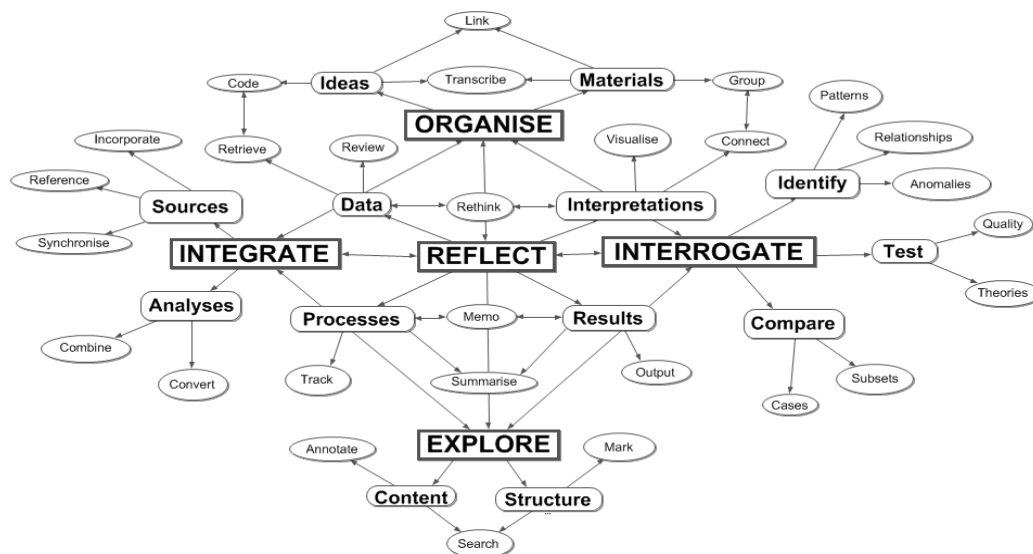 Link
Ideas
Transcribe
Materials
Code
Group
Patterns
ORGANISE
Incorporate
Retrieve
Review
Visualise
Connect
Relationships
Reference
Sources
Data
Rethink
Interpretations
Identify
Anomalies
Synchronise
INTEGRATE
REFLECT
INTERROGATE
Test
Quality
Theories
Analyses
Processes
Memo
Results
Compare
Combine
Convert
Track
Summarise
Output
Subsets
Cases
EXPLORE
Annotate
Mark
Content
Structure
...
Search